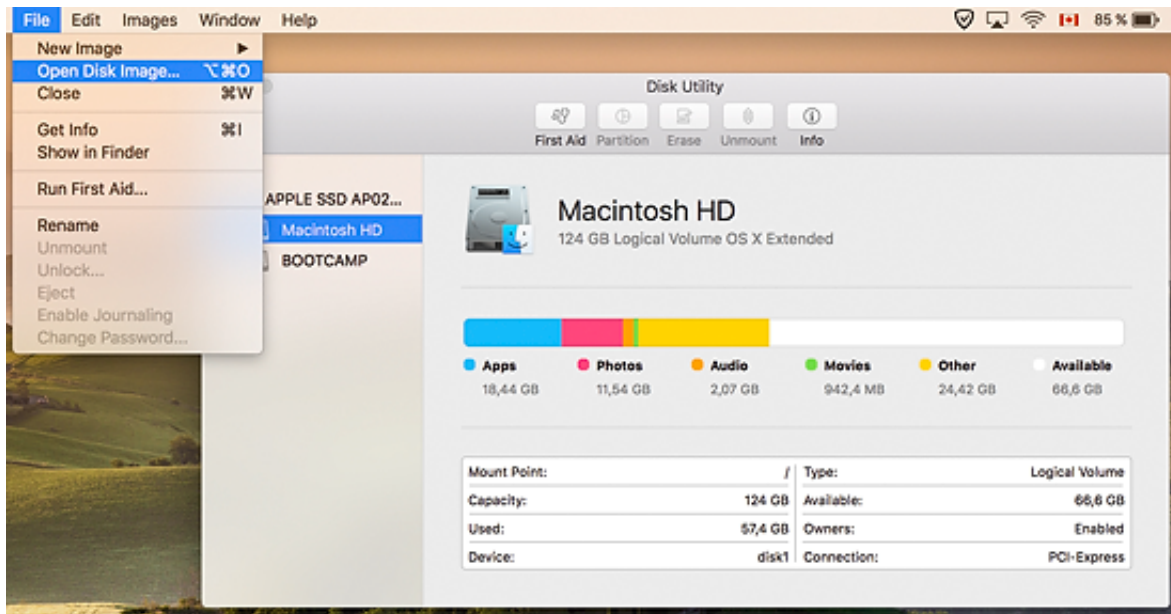 File Edit Images Window Help 85 %
New Image
Open Disk Image... ⌥⌘O
Close ⌘W
Get Info ⌘I
Show in Finder
Run First Aid...
Rename
Unmount
Unlock...
Eject
Enable Journaling
Change Password...
Disk Utility
First Aid Partition Erase Unmount Info
APPLE SSD AP02...
Macintosh HD
BOOTCAMP
Macintosh HD
124 GB Logical Volume OS X Extended
Apps Photos Audio Movies Other Available
18,44 GB 11,54 GB 2,07 GB 942,4 MB 24,42 GB 66,6 GB
Mount Point: / Type: Logical Volume
Capacity: 124 GB Available: 66,6 GB
Used: 57,4 GB Owners: Enabled
Device: disk1 Connection: PCI-Express